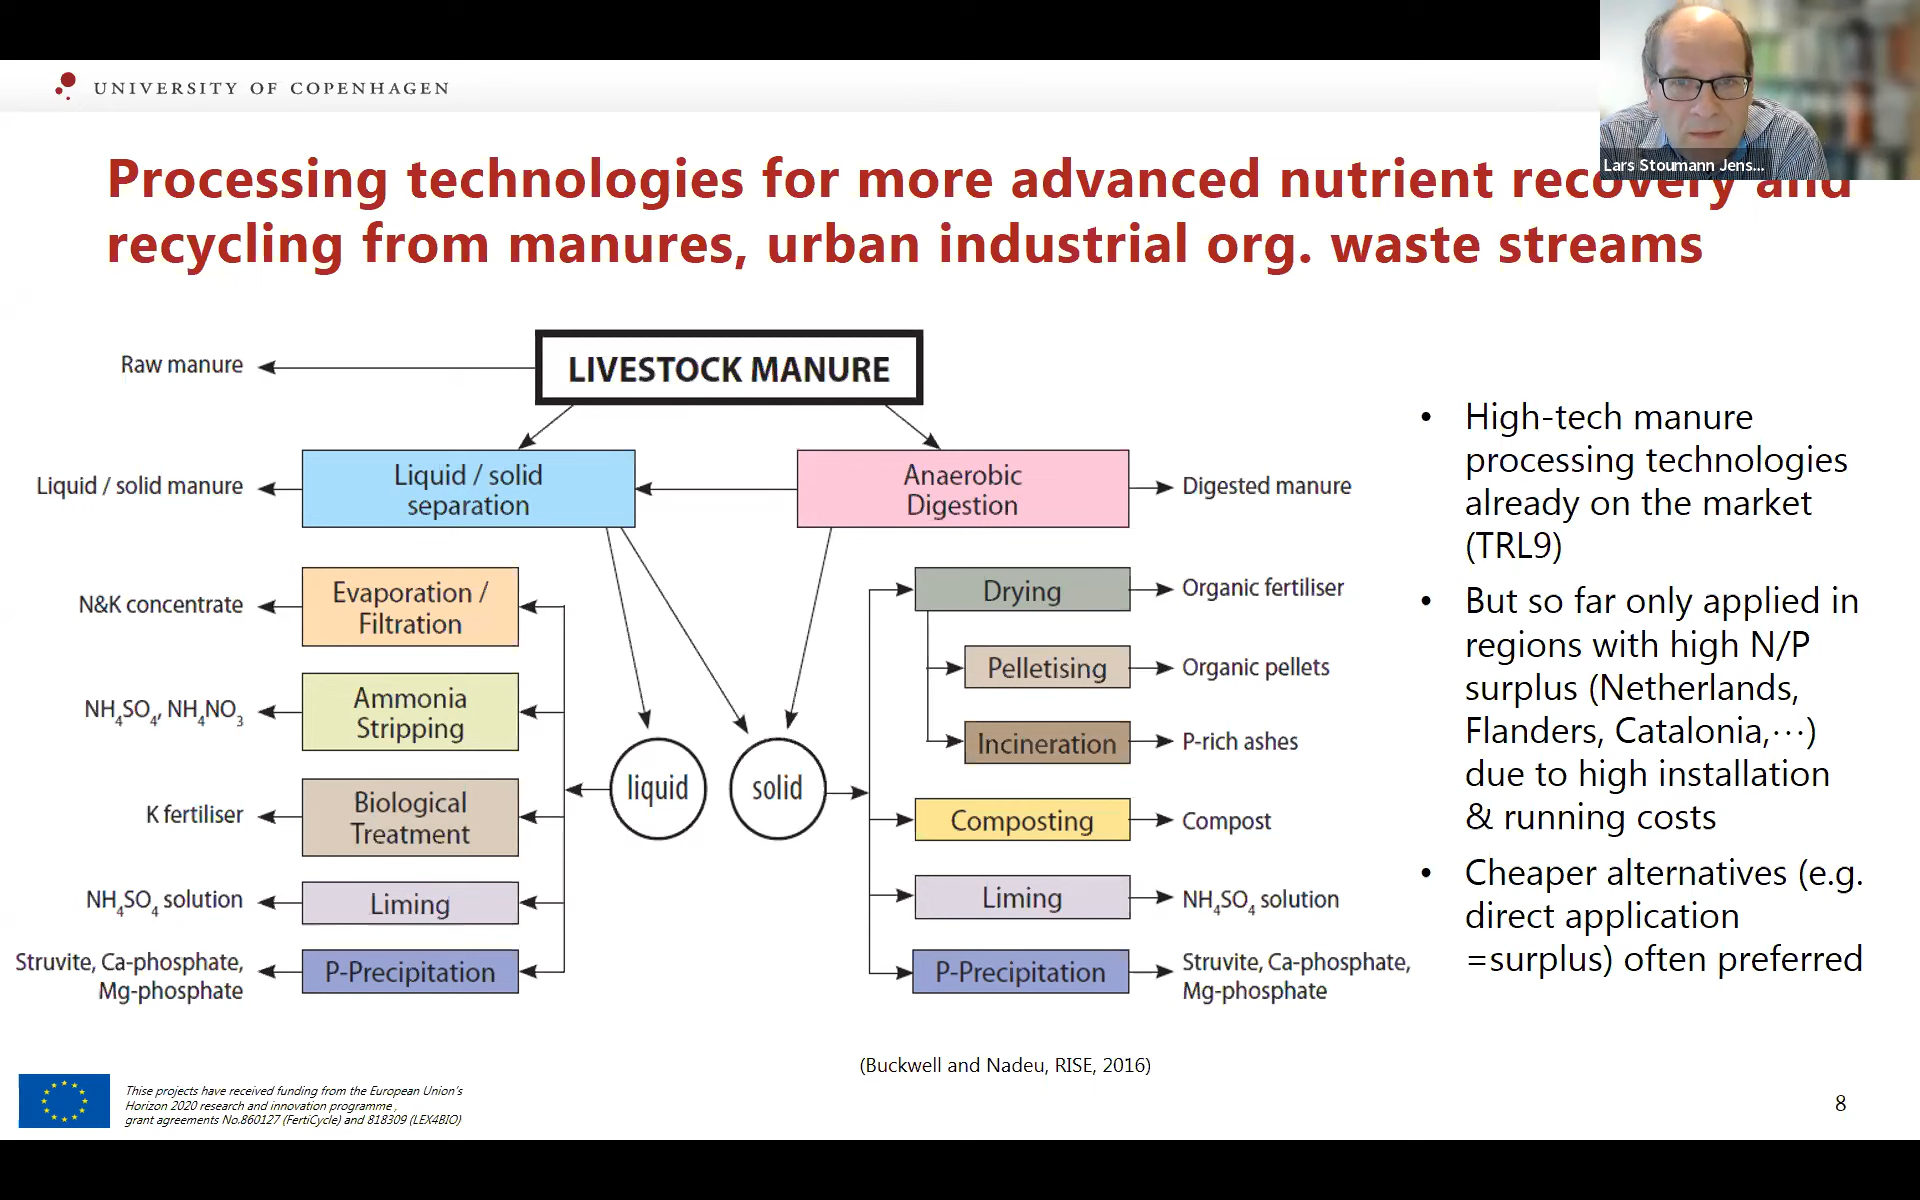 UNIVERSITY OF COPENHAGEN
Lars Stoumann Jens...
Processing technologies for more advanced nutrient recovery and
recycling from manures, urban industrial org. waste streams
LIVESTOCK MANURE
Raw manure
Liquid / solid manure
Liquid / solid
separation
Anaerobic
Digestion
Digested manure
N&K concentrate
Evaporation /
Filtration
NH4SO4, NH4NO3
Ammonia
Stripping
K fertiliser
Biological
Treatment
NH4SO4 solution
Liming
Struvite, Ca-phosphate,
Mg-phosphate
P-Precipitation
liquid
solid
Drying
Organic fertiliser
Pelletising
Organic pellets
Incineration
P-rich ashes
Composting
Compost
Liming
NH4SO4 solution
P-Precipitation
Struvite, Ca-phosphate,
Mg-phosphate
• High-tech manure
processing technologies
already on the market
(TRL9)
• But so far only applied in
regions with high N/P
surplus (Netherlands,
Flanders, Catalonia,⋯)
due to high installation
& running costs
• Cheaper alternatives (e.g.
direct application
=surplus) often preferred
(Buckwell and Nadeu, RISE, 2016)
Thise projects have received funding from the European Union's
Horizon 2020 research and innovation programme ,
grant agreements No.860127 (FertiCycle) and 818309 (LEX4BIO)
8